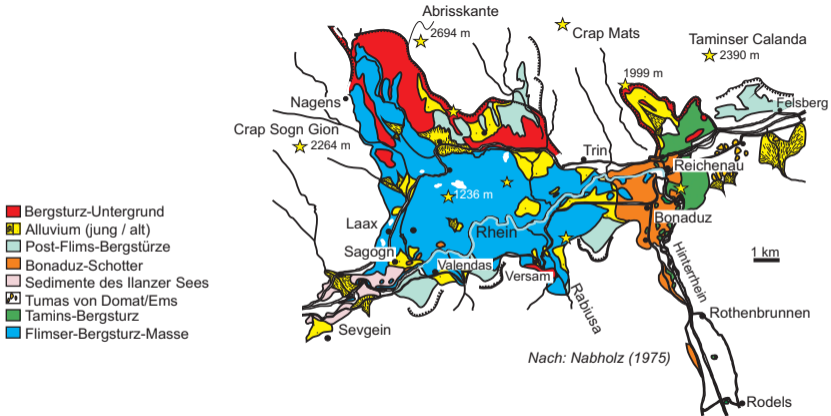 Abrisskante
2694 m
Crap Mats
Taminser Calanda
2390 m
1999 m
Nagens
Felsberg
Crap Sogn Gion
2264 m
Trin
Reichenau
1236 m
Bergsturz-Untergrund
Alluvium (jung / alt)
Post-Flims-Bergstürze
Bonaduz-Schotter
Sedimente des Ilanzer Sees
Tumas von Domat/Ems
Tamins-Bergsturz
Flimser-Bergsturz-Masse
Laax
Rhein
Bonaduz
Sagogn
Valendas
Versam
Hinterrhein
1 km
Rabiusa
Sevgein
Rothenbrunnen
Nach: Nabholz (1975)
Rodels